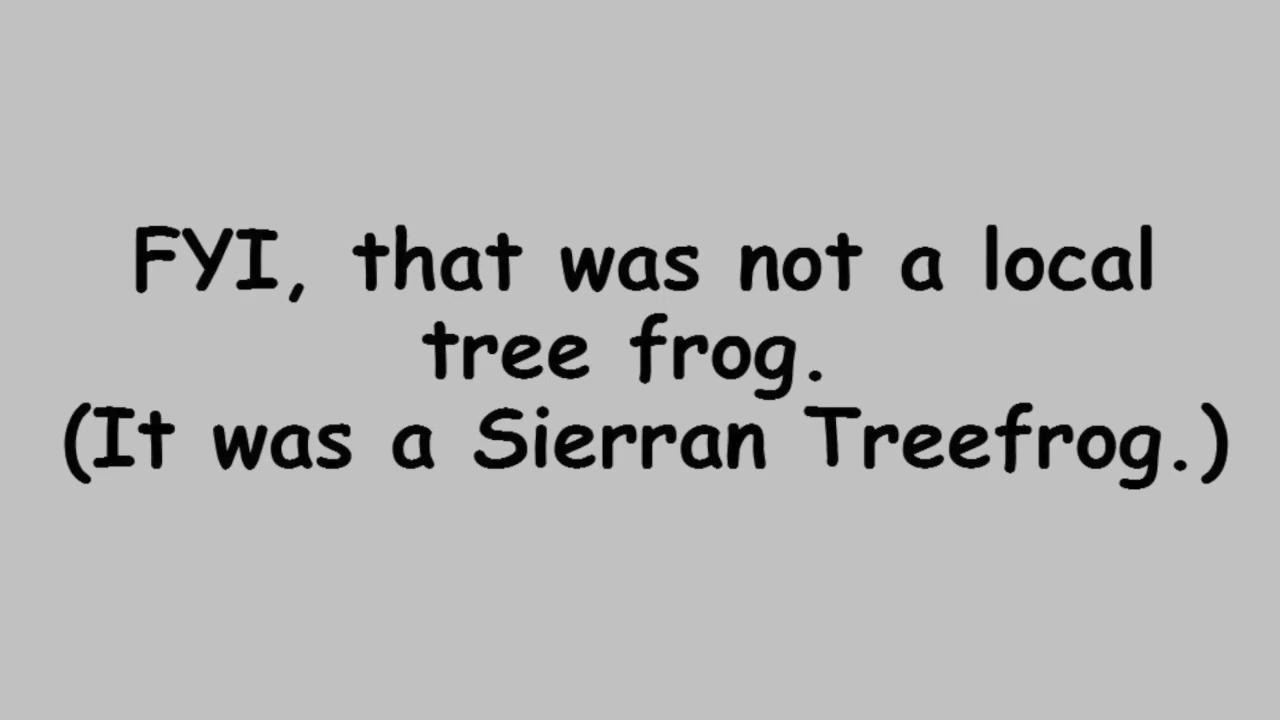 FYI, that was not a local
tree frog.
(It was a Sierran Treefrog.)